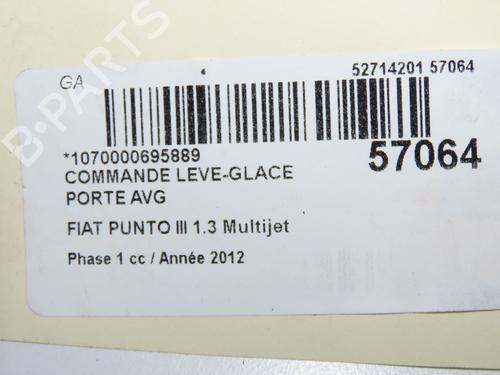 GA
52714201 57064
*1070000695889
57064
COMMANDE LEVE-GLACE
PORTE AVG
FIAT PUNTO III 1.3 Multijet
Phase 1 cc / Année 2012
B-PARTS